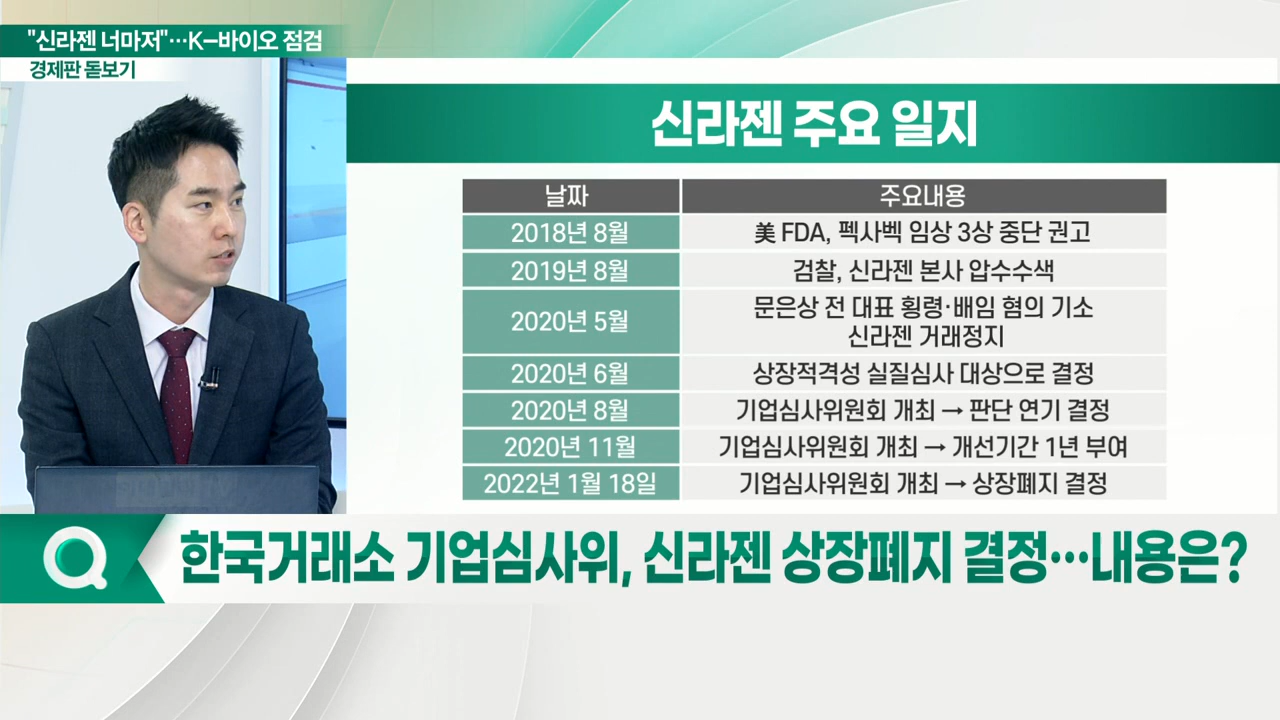 "신라젠 너마저"…K-바이오 점검
경제판 돋보기
신라젠 주요 일지
날짜 주요내용
2018년 8월 美 FDA, 펙사벡 임상 3상 중단 권고
2019년 8월 검찰, 신라젠 본사 압수수색
2020년 5월 문은상 전 대표 횡령·배임 혐의 기소
신라젠 거래정지
2020년 6월 상장적격성 실질심사 대상으로 결정
2020년 8월 기업심사위원회 개최 → 판단 연기 결정
2020년 11월 기업심사위원회 개최 → 개선기간 1년 부여
2022년 1월 18일 기업심사위원회 개최 → 상장폐지 결정
한국거래소 기업심사위, 신라젠 상장폐지 결정…내용은?